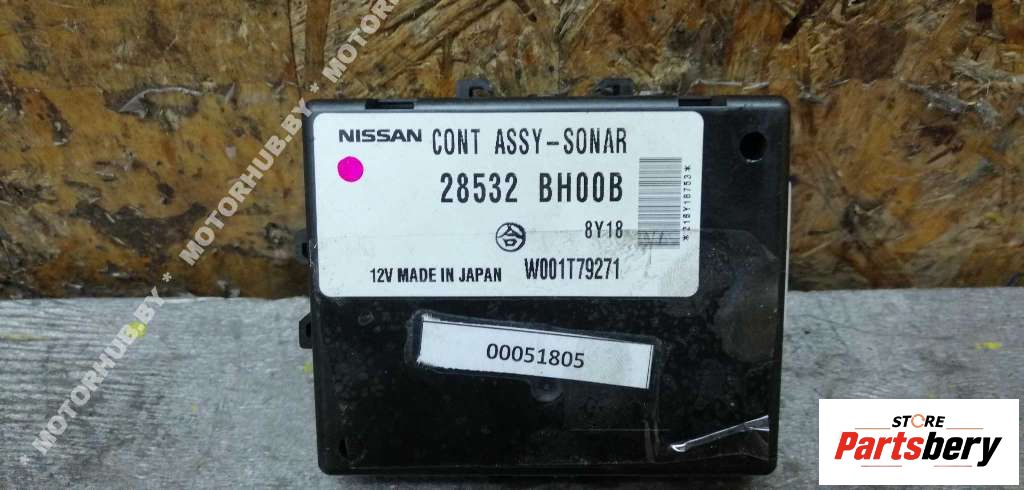 NISSAN CONT ASSY-SONAR
28532 BH00B
8Y18
12V MADE IN JAPAN W001T79271
*216Y18753*
00051805
* MOTORHUB.BY * MOTORHUB.BY * MOTORHUB.BY *
STORE
Partsbery